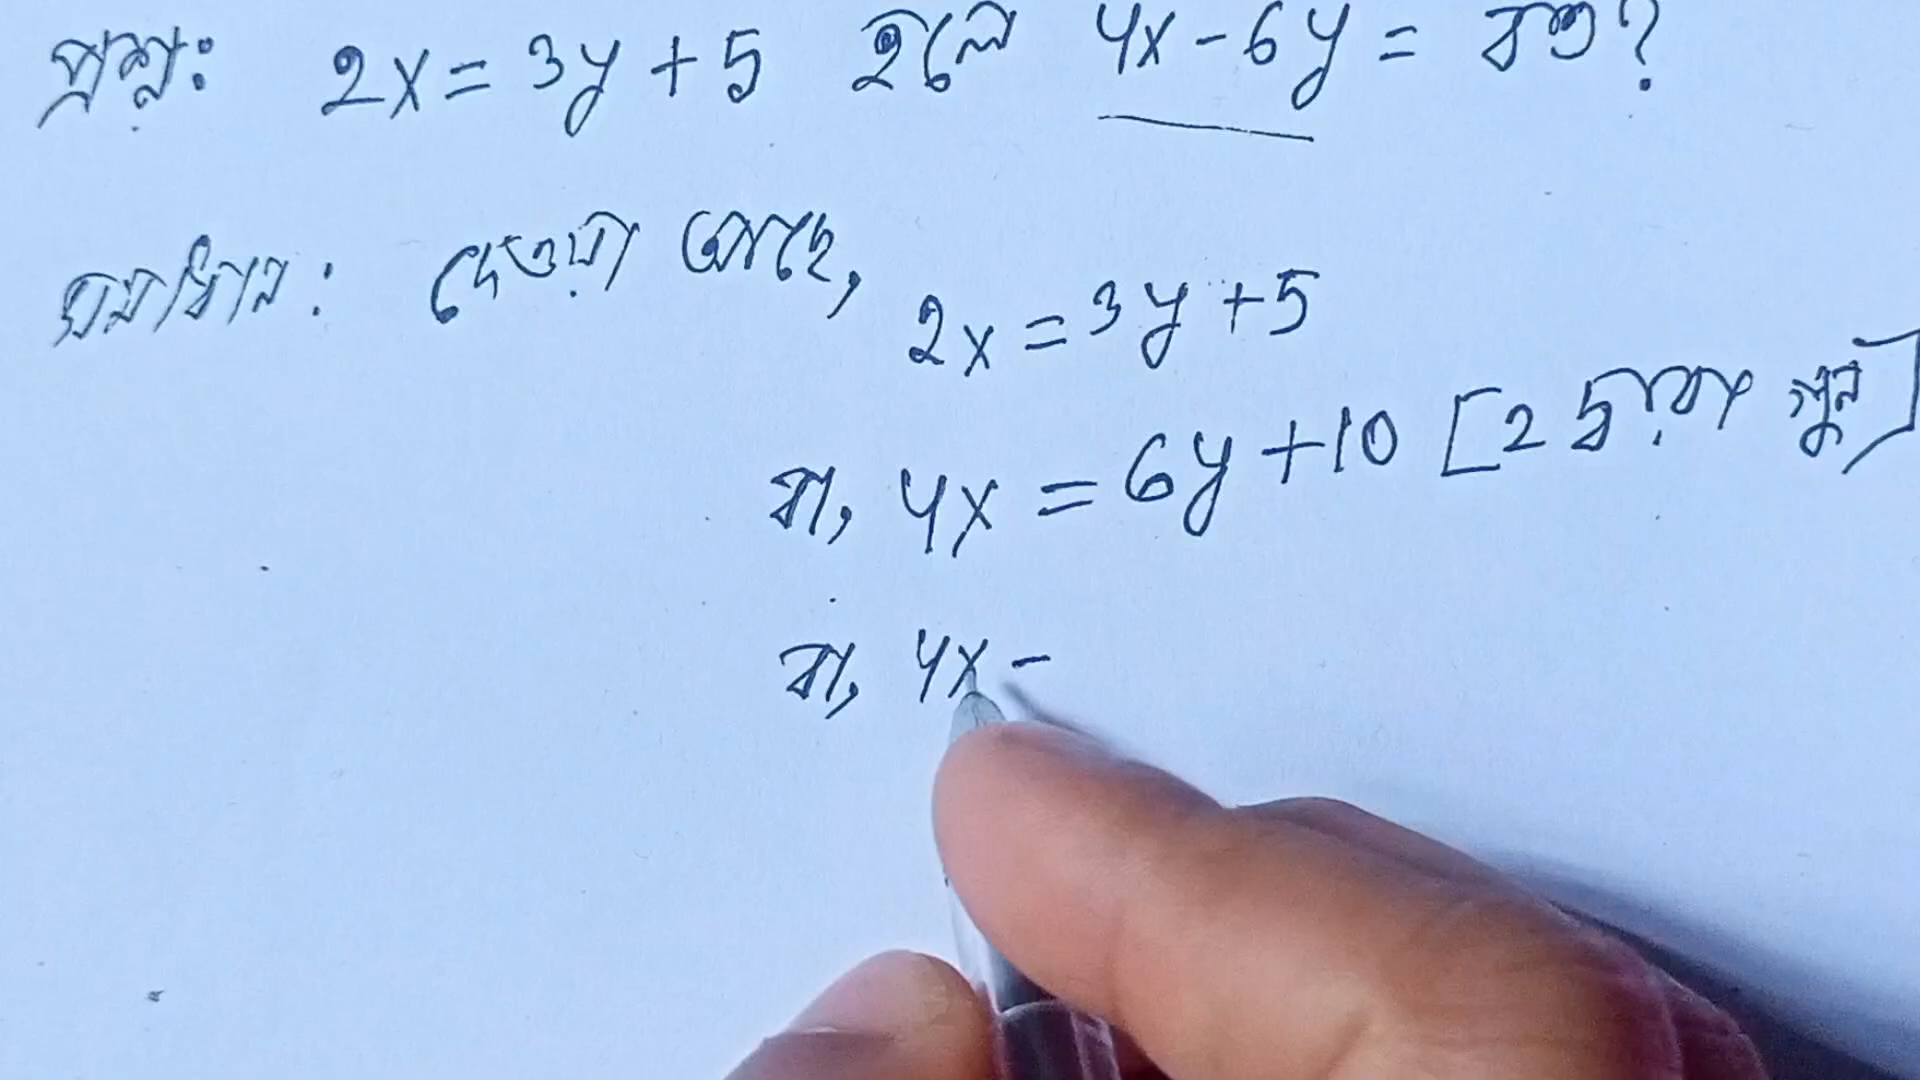 প্রশ্ন: 2x = 3y + 5 হলে 4x - 6y = কত?
সমাধান: দেওয়া আছে,
2x = 3y + 5
বা, 4x = 6y + 10 [2 দ্বারা গুন]
বা, 4x -